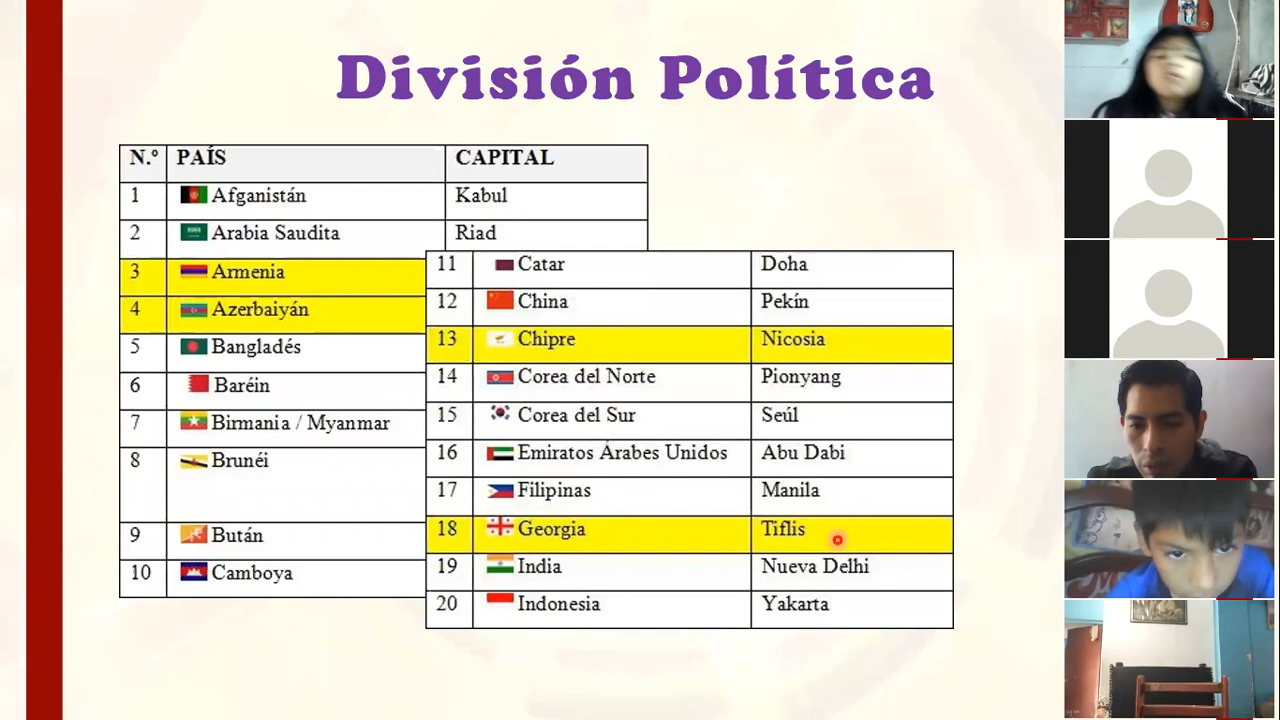 División Política
N.º PAÍS CAPITAL
1 Afganistán Kabul
2 Arabia Saudita Riad
3 Armenia
4 Azerbaiyán
5 Bangladés
6 Baréin
7 Birmania / Myanmar
8 Brunéi
9 Bután
10 Camboya
11 Catar Doha
12 China Pekín
13 Chipre Nicosia
14 Corea del Norte Pionyang
15 Corea del Sur Seúl
16 Emiratos Árabes Unidos Abu Dabi
17 Filipinas Manila
18 Georgia Tiflis
19 India Nueva Delhi
20 Indonesia Yakarta